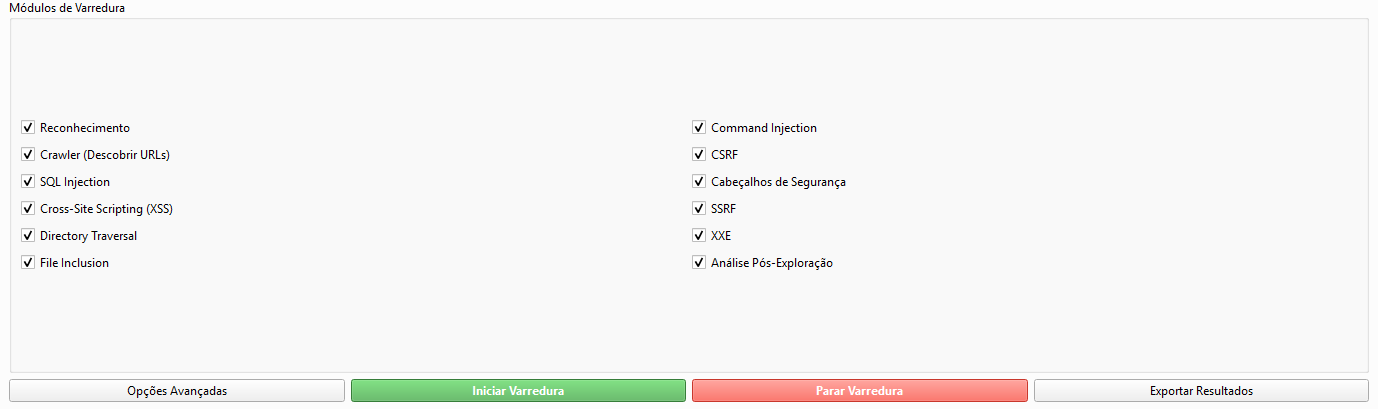 Módulos de Varredura
Reconhecimento
Command Injection
Crawler (Descobrir URLs)
CSRF
SQL Injection
Cabeçalhos de Segurança
Cross-Site Scripting (XSS)
SSRF
Directory Traversal
XXE
File Inclusion
Análise Pós-Exploração
Opções Avançadas
Iniciar Varredura
Parar Varredura
Exportar Resultados